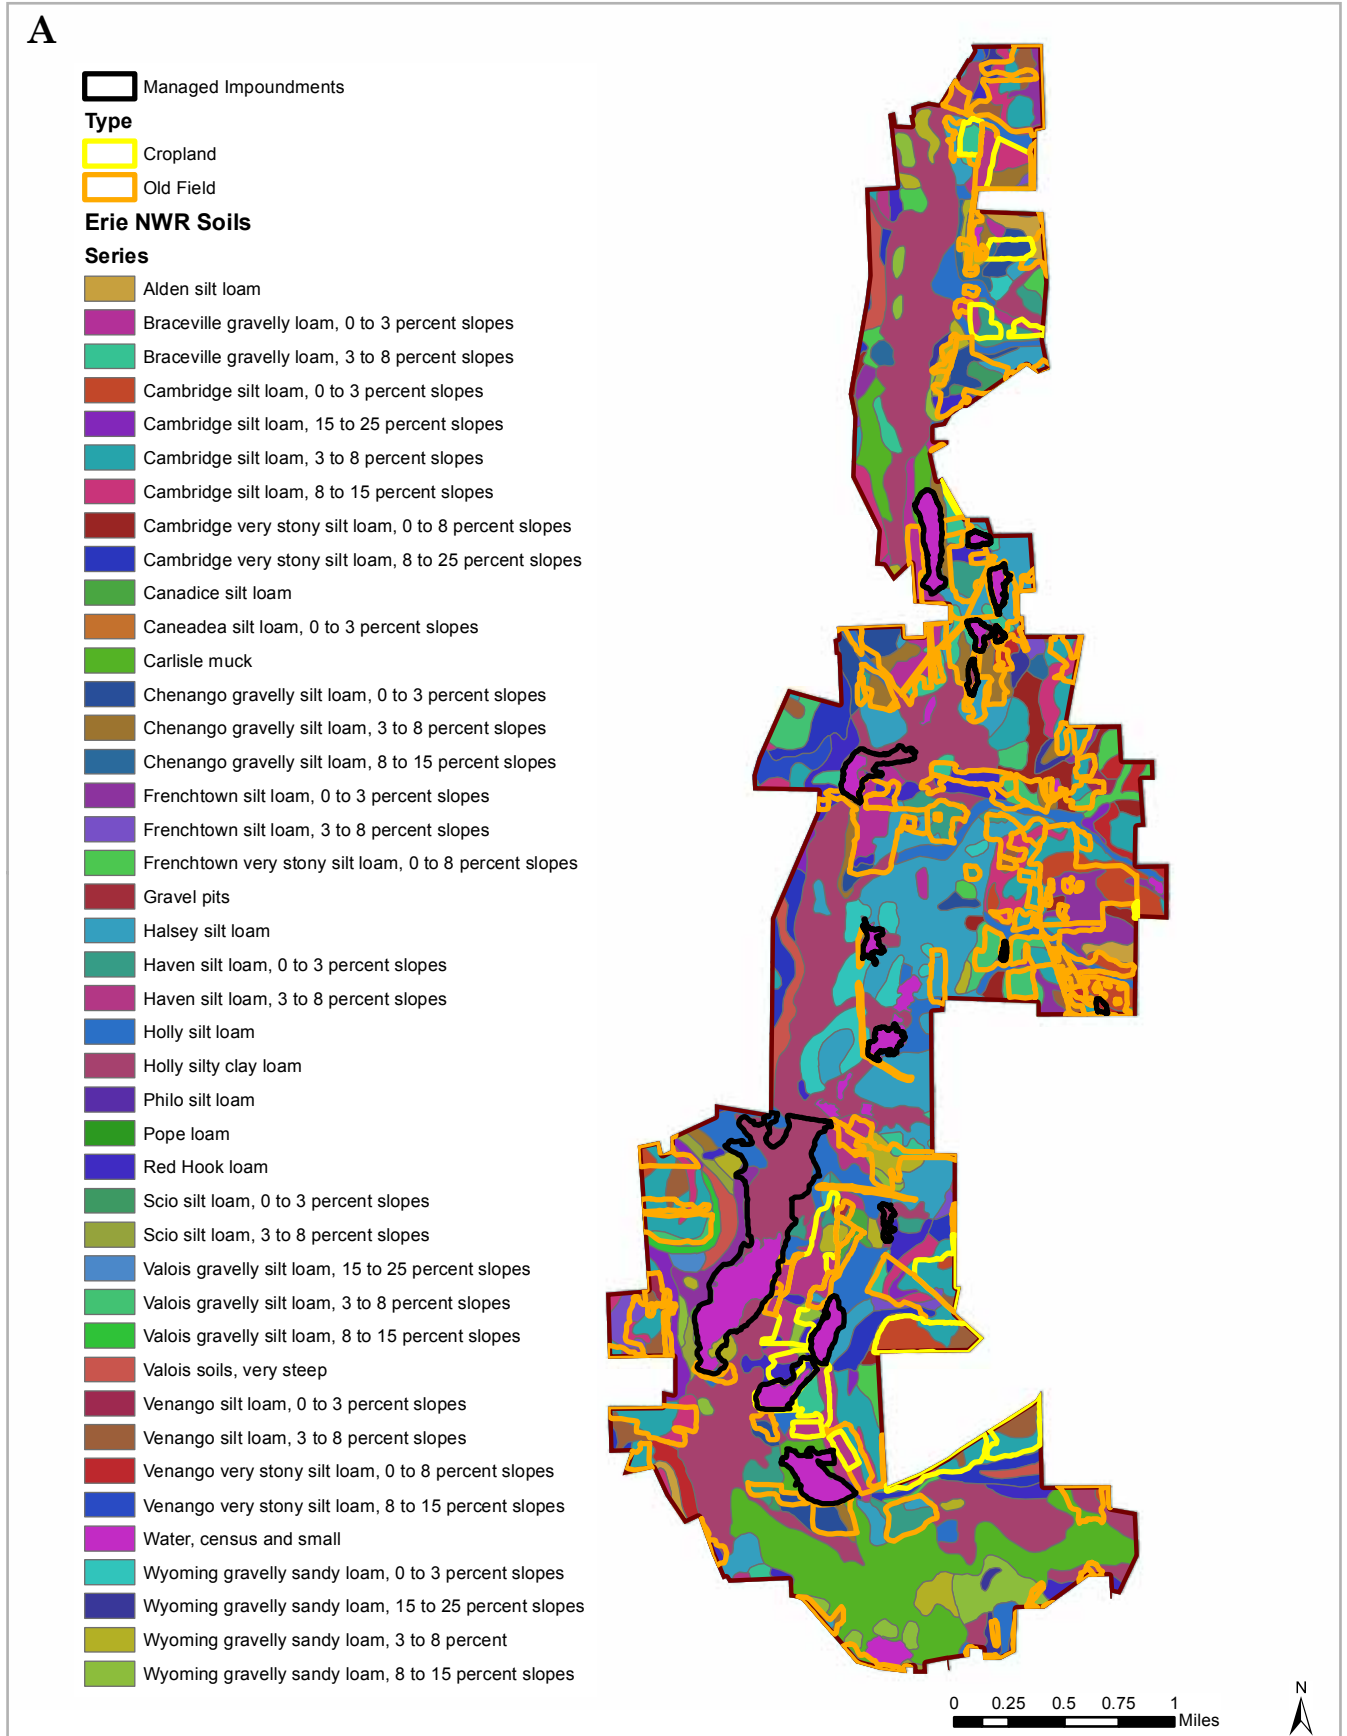 A
Managed Impoundments
Type
Cropland
Old Field
Erie NWR Soils
Series
Alden silt loam
Braceville gravelly loam, 0 to 3 percent slopes
Braceville gravelly loam, 3 to 8 percent slopes
Cambridge silt loam, 0 to 3 percent slopes
Cambridge silt loam, 15 to 25 percent slopes
Cambridge silt loam, 3 to 8 percent slopes
Cambridge silt loam, 8 to 15 percent slopes
Cambridge very stony silt loam, 0 to 8 percent slopes
Cambridge very stony silt loam, 8 to 25 percent slopes
Canadice silt loam
Caneadea silt loam, 0 to 3 percent slopes
Carlisle muck
Chenango gravelly silt loam, 0 to 3 percent slopes
Chenango gravelly silt loam, 3 to 8 percent slopes
Chenango gravelly silt loam, 8 to 15 percent slopes
Frenchtown silt loam, 0 to 3 percent slopes
Frenchtown silt loam, 3 to 8 percent slopes
Frenchtown very stony silt loam, 0 to 8 percent slopes
Gravel pits
Halsey silt loam
Haven silt loam, 0 to 3 percent slopes
Haven silt loam, 3 to 8 percent slopes
Holly silt loam
Holly silty clay loam
Philo silt loam
Pope loam
Red Hook loam
Scio silt loam, 0 to 3 percent slopes
Scio silt loam, 3 to 8 percent slopes
Valois gravelly silt loam, 15 to 25 percent slopes
Valois gravelly silt loam, 3 to 8 percent slopes
Valois gravelly silt loam, 8 to 15 percent slopes
Valois soils, very steep
Venango silt loam, 0 to 3 percent slopes
Venango silt loam, 3 to 8 percent slopes
Venango very stony silt loam, 0 to 8 percent slopes
Venango very stony silt loam, 8 to 15 percent slopes
Water, census and small
Wyoming gravelly sandy loam, 0 to 3 percent slopes
Wyoming gravelly sandy loam, 15 to 25 percent slopes
Wyoming gravelly sandy loam, 3 to 8 percent
Wyoming gravelly sandy loam, 8 to 15 percent slopes
0 0.25 0.5 0.75 1
Miles
N